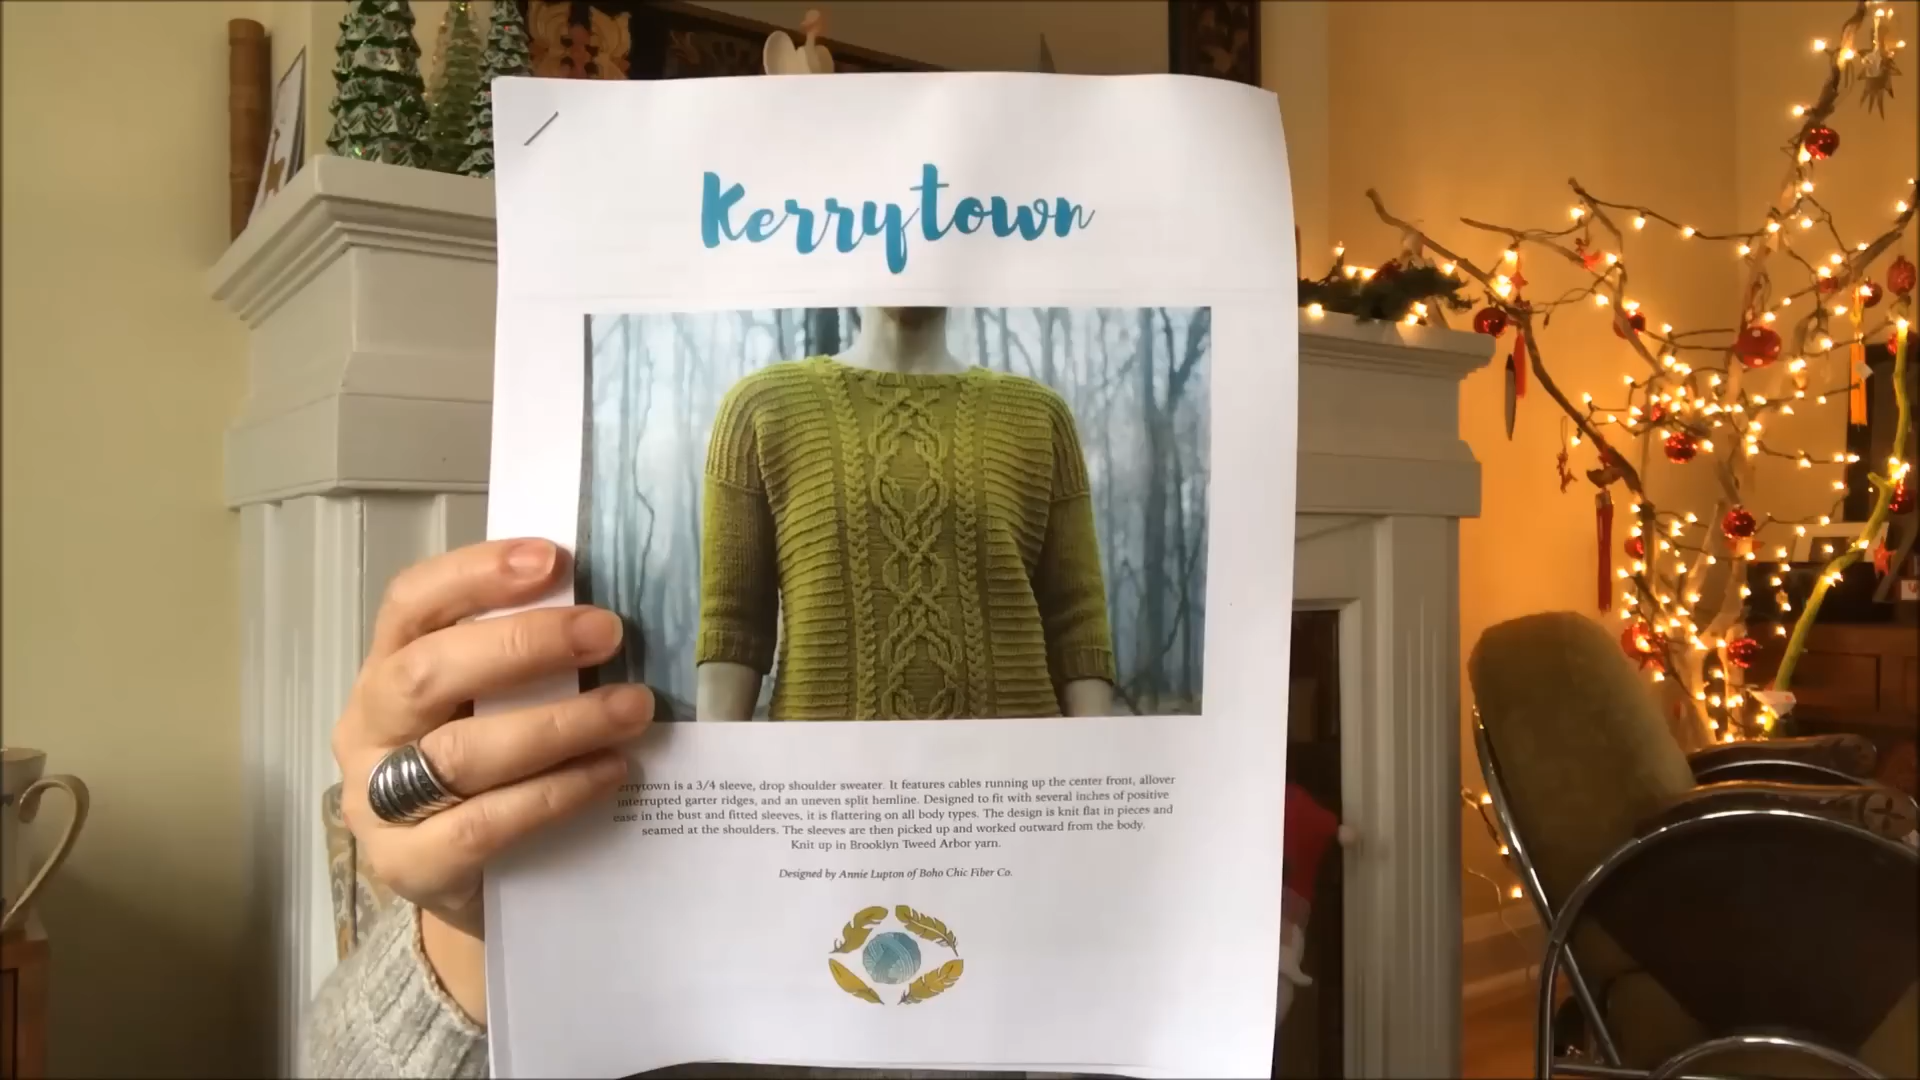 Kerrytown
Kerrytown is a 3/4 sleeve, drop shoulder sweater. It features cables running up the center front, allover
interrupted garter ridges, and an uneven split hemline. Designed to fit with several inches of positive
ease in the bust and fitted sleeves, it is flattering on all body types. The design is knit flat in pieces and
seamed at the shoulders. The sleeves are then picked up and worked outward from the body.
Knit up in Brooklyn Tweed Arbor yarn.
Designed by Annie Lupton of Boho Chic Fiber Co.